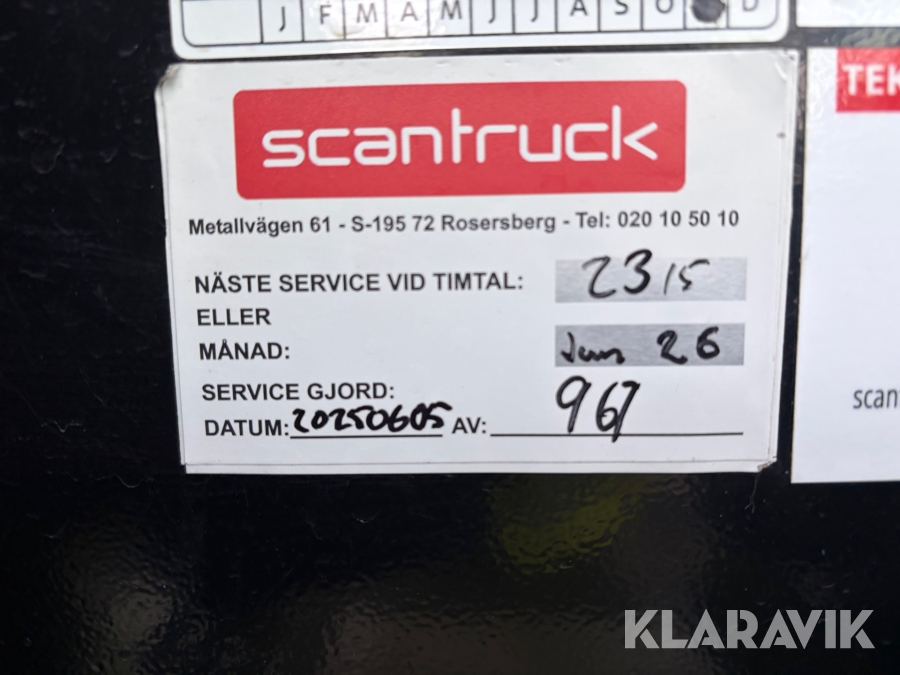 J F M A M J J A S O D
scantruck
TEK
Metallvägen 61 - S-195 72 Rosersberg - Tel: 020 10 50 10
NÄSTE SERVICE VID TIMTAL: 2315
ELLER
MÅNAD: Jan 26
SERVICE GJORD:
DATUM: 20250605 AV: 967
scan
KLARAVIK